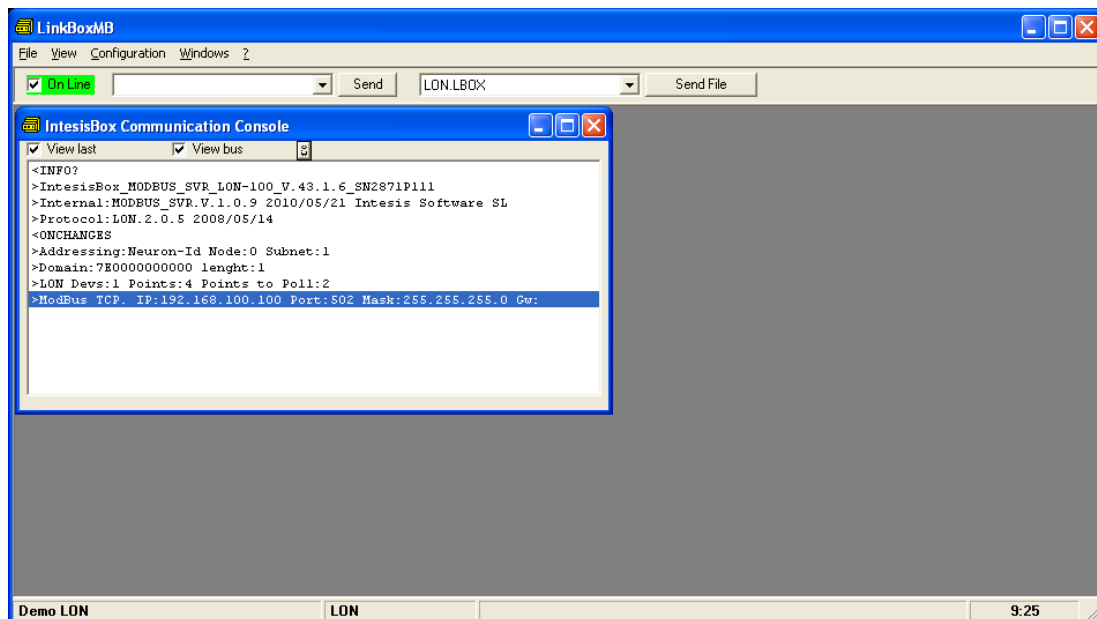 LinkBoxMB
File View Configuration Windows ?
On Line Send LON.LBOX Send File
IntesisBox Communication Console
View last View bus
<INFO?
>IntesisBox_MODBUS_SVR_LON-100_V.43.1.6_SN2871P111
>Internal:MODBUS_SVR.V.1.0.9 2010/05/21 Intesis Software SL
>Protocol:LON.2.0.5 2008/05/14
<ONCHANGES
>Addressing:Neuron-Id Node:0 Subnet:1
>Domain:7E0000000000 lenght:1
>LON Devs:1 Points:4 Points to Poll:2
>ModBus TCP. IP:192.168.100.100 Port:502 Mask:255.255.255.0 Gw:
Demo LON LON 9:25